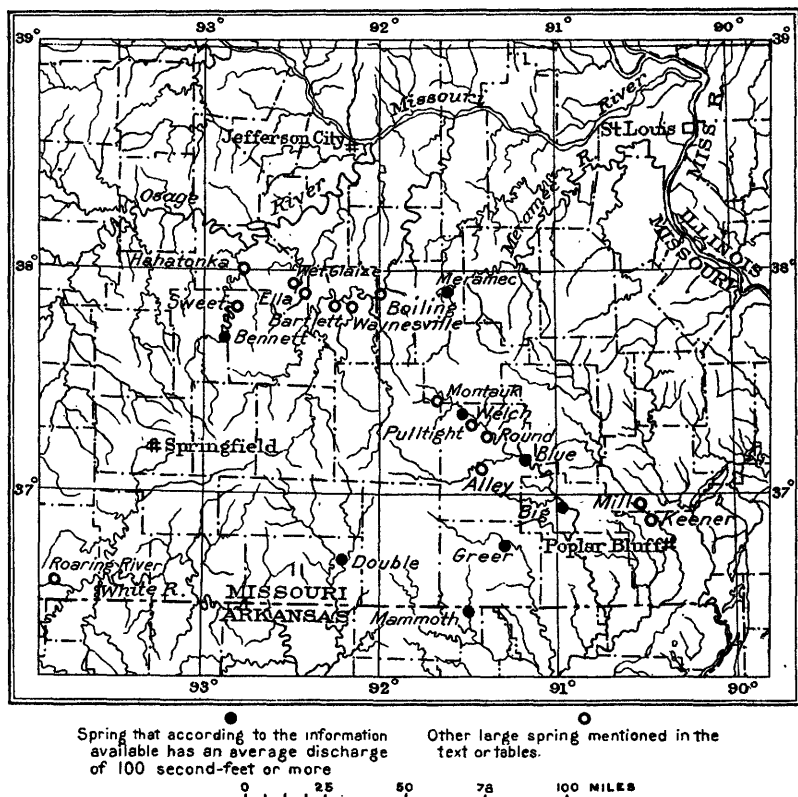 93° 92° 91° 90°
39° 39°
Missouri River
Jefferson City
St. Louis
MISS R.
Osage River
Meramec R.
ILLINOIS
MISSOURI
38° 38°
Hahatonka
Wet Glaize
Meramec
Sweet
Ella
Boiling
Bartlett
Waynesville
Bennett
Montauk
Welch
Pulltight
Round
Springfield
Blue
Alley
37° 37°
Big
Mill
Keener
Greer
Poplar Bluff
Roaring River
Double
White R.
MISSOURI
ARKANSAS
Mammoth
93° 92° 91° 90°
Spring that according to the information
available has an average discharge
of 100 second-feet or more
Other large spring mentioned in the
text or tables.
0 25 50 75 100 MILES